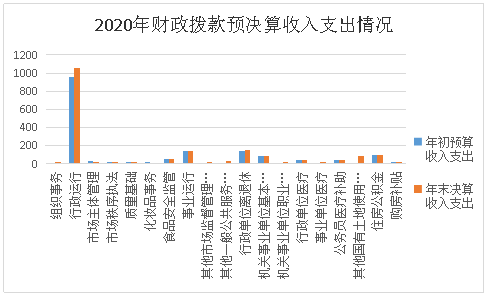 2020年财政拨款预决算收入支出情况
1200
1000
800
600
400
200
0
组织事务
行政运行
市场主体管理
市场秩序执法
质量基础
化妆品事务
食品安全监管
事业运行
其他市场监督管理…
其他一般公共服务…
行政单位离退休
机关事业单位基本…
机关事业单位职业…
行政单位医疗
事业单位医疗
公务员医疗补助
其他国有土地使用…
住房公积金
购房补贴
年初预算
收入支出
年末决算
收入支出